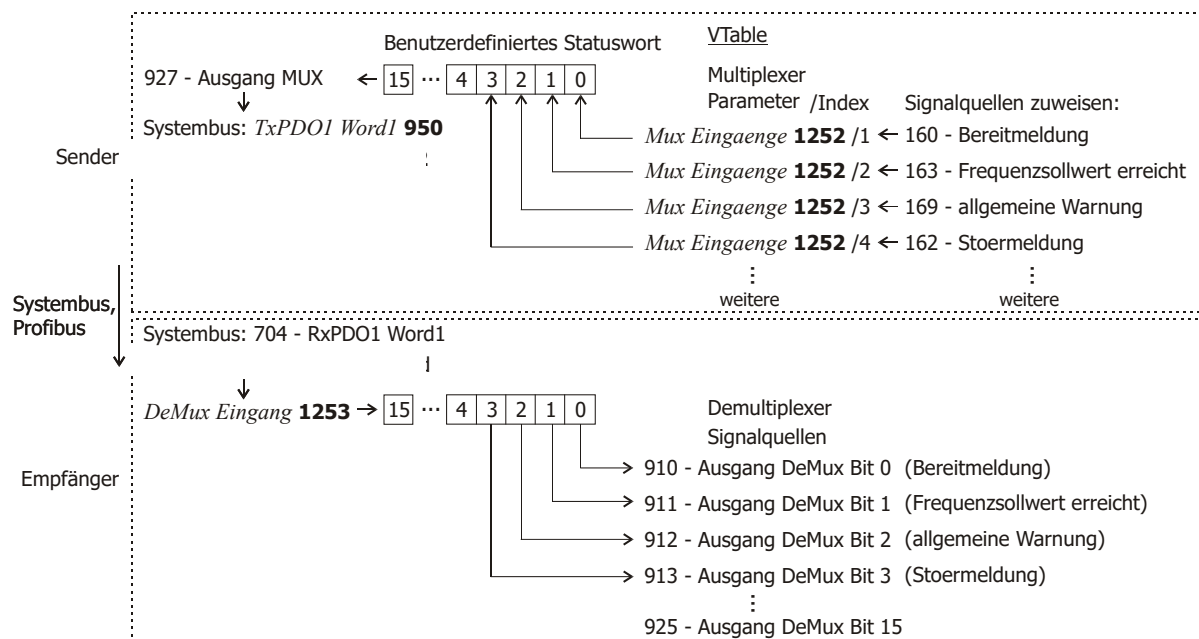 Benutzerdefiniertes Statuswort
VTable
927 - Ausgang MUX ← 15 ··· 4 3 2 1 0
Multiplexer
Parameter /Index Signalquellen zuweisen:
Systembus: TxPDO1 Word1 950
Sender
Mux Eingaenge 1252 /1 ← 160 - Bereitmeldung
Mux Eingaenge 1252 /2 ← 163 - Frequenzsollwert erreicht
Mux Eingaenge 1252 /3 ← 169 - allgemeine Warnung
Mux Eingaenge 1252 /4 ← 162 - Stoermeldung
weitere weitere
Systembus,
Profibus
Systembus: 704 - RxPDO1 Word1
DeMux Eingang 1253 → 15 ··· 4 3 2 1 0
Demultiplexer
Signalquellen
Empfänger
910 - Ausgang DeMux Bit 0 (Bereitmeldung)
911 - Ausgang DeMux Bit 1 (Frequenzsollwert erreicht)
912 - Ausgang DeMux Bit 2 (allgemeine Warnung)
913 - Ausgang DeMux Bit 3 (Stoermeldung)
925 - Ausgang DeMux Bit 15